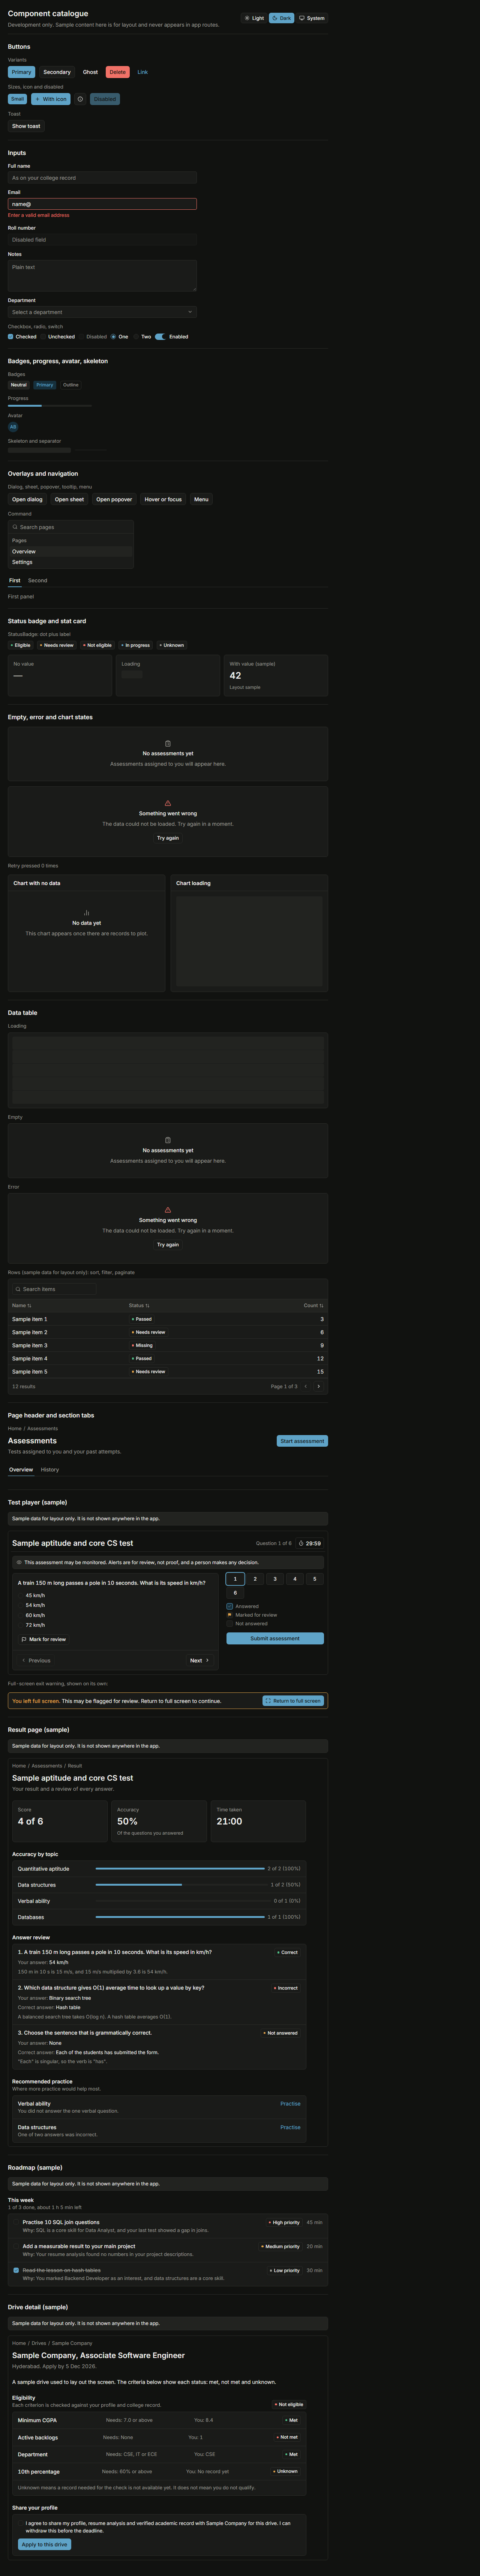 Component catalogue
Development only. Sample content here is for layout and never appears in app routes.
Light Dark System
Buttons
Variants
Primary Secondary Ghost Delete Link
Sizes, icon and disabled
Small With icon Disabled
Toast
Show toast
Inputs
Full name
As on your college record
Email
name@
Enter a valid email address
Roll number
Disabled field
Notes
Plain text
Department
Select a department
Checkbox, radio, switch
Checked Unchecked Disabled One Two Enabled
Badges, progress, avatar, skeleton
Badges
Neutral Primary Outline
Progress
Avatar
AB
Skeleton and separator
Overlays and navigation
Dialog, sheet, popover, tooltip, menu
Open dialog Open sheet Open popover Hover or focus Menu
Command
Search pages
Pages
Overview
Settings
First Second
First panel
Status badge and stat card
StatusBadge: dot plus label
Eligible Needs review Not eligible In progress Unknown
No value Loading With value (sample)
— 42
Layout sample
Empty, error and chart states
No assessments yet
Assessments assigned to you will appear here.
Something went wrong
The data could not be loaded. Try again in a moment.
Try again
Retry pressed 0 times
Chart with no data Chart loading
No data yet
This chart appears once there are records to plot.
Data table
Loading
Empty
No assessments yet
Assessments assigned to you will appear here.
Error
Something went wrong
The data could not be loaded. Try again in a moment.
Try again
Rows (sample data for layout only): sort, filter, paginate
Search items
Name Status Count
Sample item 1 Passed 3
Sample item 2 Needs review 6
Sample item 3 Missing 9
Sample item 4 Passed 12
Sample item 5 Needs review 15
12 results Page 1 of 3
Page header and section tabs
Home / Assessments
Assessments Start assessment
Tests assigned to you and your past attempts.
Overview History
Test player (sample)
Sample data for layout only. It is not shown anywhere in the app.
Sample aptitude and core CS test Question 1 of 6 29:59
This assessment may be monitored. Alerts are for review, not proof, and a person makes any decision.
A train 150 m long passes a pole in 10 seconds. What is its speed in km/h?
45 km/h
54 km/h
60 km/h
72 km/h
Mark for review
Previous Next
1 2 3 4 5
6
Answered
Marked for review
Not answered
Submit assessment
Full-screen exit warning, shown on its own:
You left full screen. This may be flagged for review. Return to full screen to continue. Return to full screen
Result page (sample)
Sample data for layout only. It is not shown anywhere in the app.
Home / Assessments / Result
Sample aptitude and core CS test
Your result and a review of every answer.
Score Accuracy Time taken
4 of 6 50% 21:00
Of the questions you answered
Accuracy by topic
Quantitative aptitude 2 of 2 (100%)
Data structures 1 of 2 (50%)
Verbal ability 0 of 1 (0%)
Databases 1 of 1 (100%)
Answer review
1. A train 150 m long passes a pole in 10 seconds. What is its speed in km/h? Correct
Your answer: 54 km/h
150 m in 10 s is 15 m/s, and 15 m/s multiplied by 3.6 is 54 km/h.
2. Which data structure gives O(1) average time to look up a value by key? Incorrect
Your answer: Binary search tree
Correct answer: Hash table
A balanced search tree takes O(log n). A hash table averages O(1).
3. Choose the sentence that is grammatically correct. Not answered
Your answer: None
Correct answer: Each of the students has submitted the form.
"Each" is singular, so the verb is "has".
Recommended practice
Where more practice would help most.
Verbal ability Practise
You did not answer the one verbal question.
Data structures Practise
One of two answers was incorrect.
Roadmap (sample)
Sample data for layout only. It is not shown anywhere in the app.
This week
1 of 3 done, about 1 h 5 min left
Practise 10 SQL join questions High priority 45 min
Why: SQL is a core skill for Data Analyst, and your last test showed a gap in joins.
Add a measurable result to your main project Medium priority 20 min
Why: Your resume analysis found no numbers in your project descriptions.
Read the lesson on hash tables Low priority 30 min
Why: You marked Backend Developer as an interest, and data structures are a core skill.
Drive detail (sample)
Sample data for layout only. It is not shown anywhere in the app.
Home / Drives / Sample Company
Sample Company, Associate Software Engineer
Hyderabad. Apply by 5 Dec 2026.
A sample drive used to lay out the screen. The criteria below show each status: met, not met and unknown.
Eligibility
Each criterion is checked against your profile and college record. Not eligible
Minimum CGPA Needs: 7.0 or above You: 8.4 Met
Active backlogs Needs: None You: 1 Not met
Department Needs: CSE, IT or ECE You: CSE Met
10th percentage Needs: 60% or above You: No record yet Unknown
Unknown means a record needed for the check is not available yet. It does not mean you do not qualify.
Share your profile
I agree to share my profile, resume analysis and verified academic record with Sample Company for this drive. I can
withdraw this before the deadline.
Apply to this drive